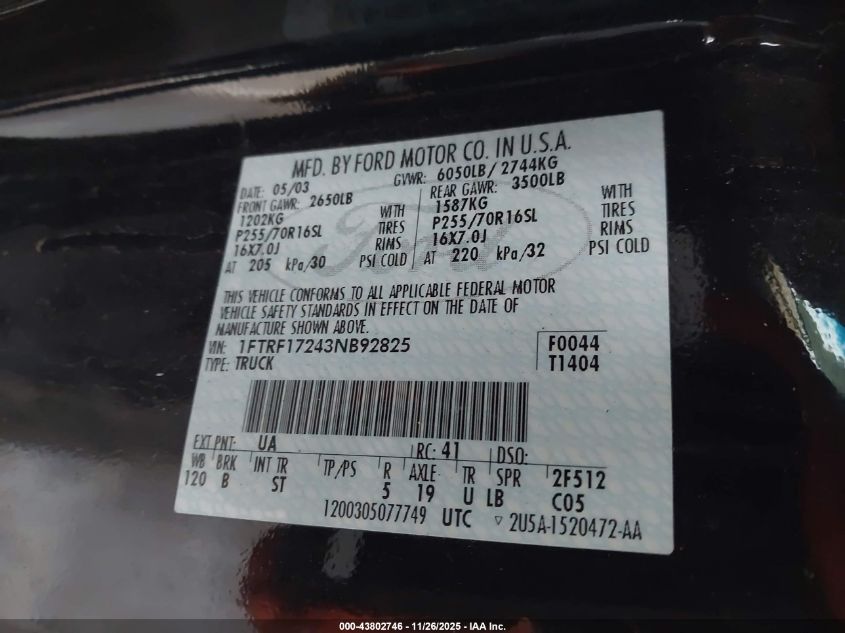 MFD. BY FORD MOTOR CO. IN U.S.A.
DATE: 05/03 GVWR: 6050LB/ 2744KG
FRONT GAWR: 2650LB REAR GAWR: 3500LB
1202KG WITH 1587KG WITH
P255/70R16SL TIRES P255/70R16SL TIRES
16X7.0J RIMS 16X7.0J RIMS
AT 205 kPa/30 PSI COLD AT 220 kPa/32 PSI COLD
Ford
THIS VEHICLE CONFORMS TO ALL APPLICABLE FEDERAL MOTOR
VEHICLE SAFETY STANDARDS IN EFFECT ON THE DATE OF
MANUFACTURE SHOWN ABOVE.
VIN: 1FTRF17243NB92825 F0044
TYPE: TRUCK T1404
EXT PNT: UA RC: 41 DSO:
WB BRK INT TR TP/PS R AXLE TR SPR 2F512
120 B ST 5 19 U LB C05
1200305077749 UTC ▽ 2U5A-1520472-AA
000-43802746 - 11/26/2025 - IAA Inc.